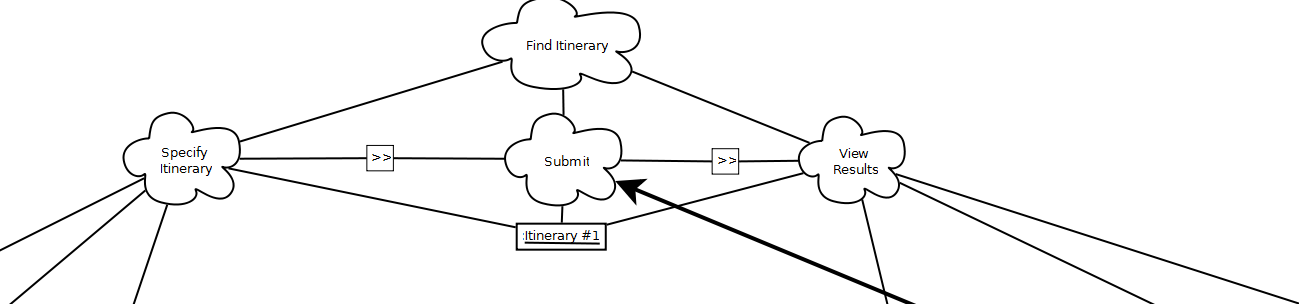 Find Itinerary
Specify
Itinerary
>>
Submit
>>
View
Results
:Itinerary #1